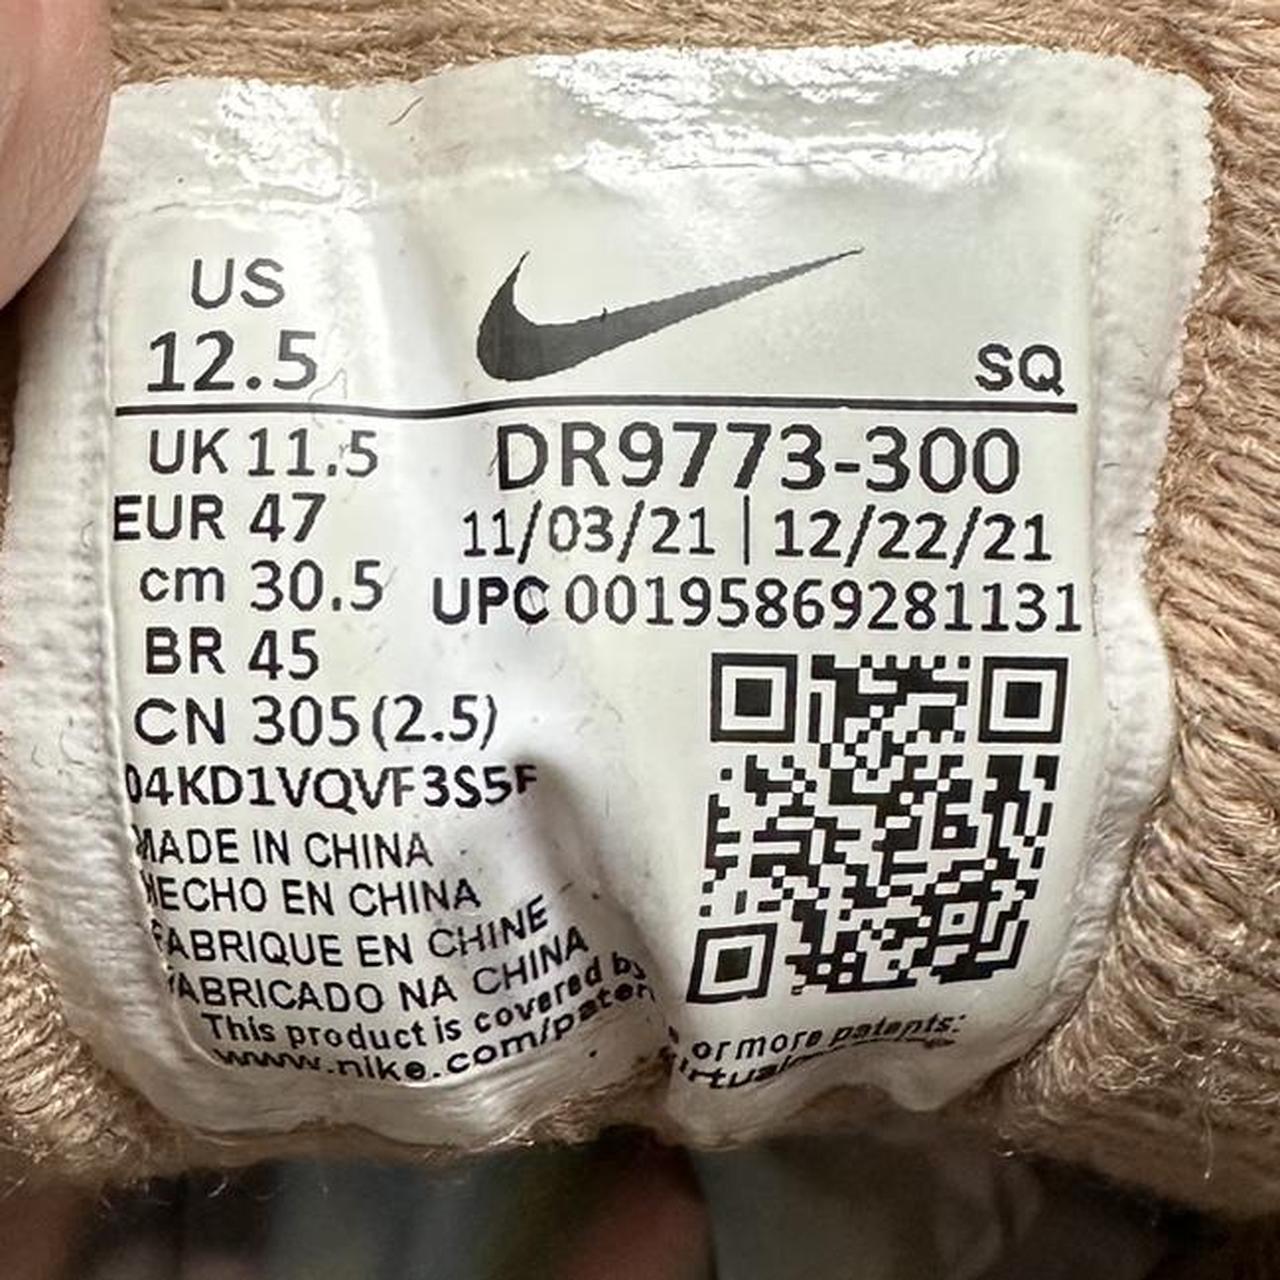 US
12.5
SQ
UK 11.5
EUR 47
cm 30.5
BR 45
CN 305(2.5)
04KD1VQVF3S5F
DR9773-300
11/03/21 | 12/22/21
UPC 00195869281131
MADE IN CHINA
HECHO EN CHINA
FABRIQUE EN CHINE
FABRICADO NA CHINA
This product is covered by or more patents:
www.nike.com/paten